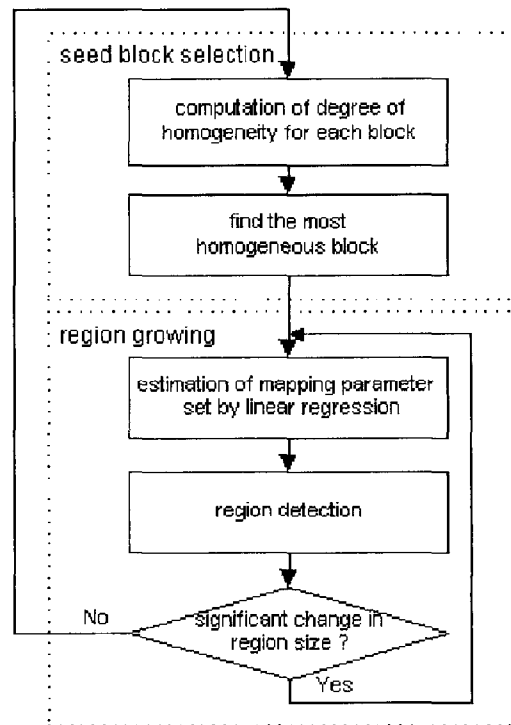 seed block selection
computation of degree of
homogeneity for each block
find the most
homogeneous block
region growing
estimation of mapping parameter
set by linear regression
region detection
significant change in
region size ?
No
Yes